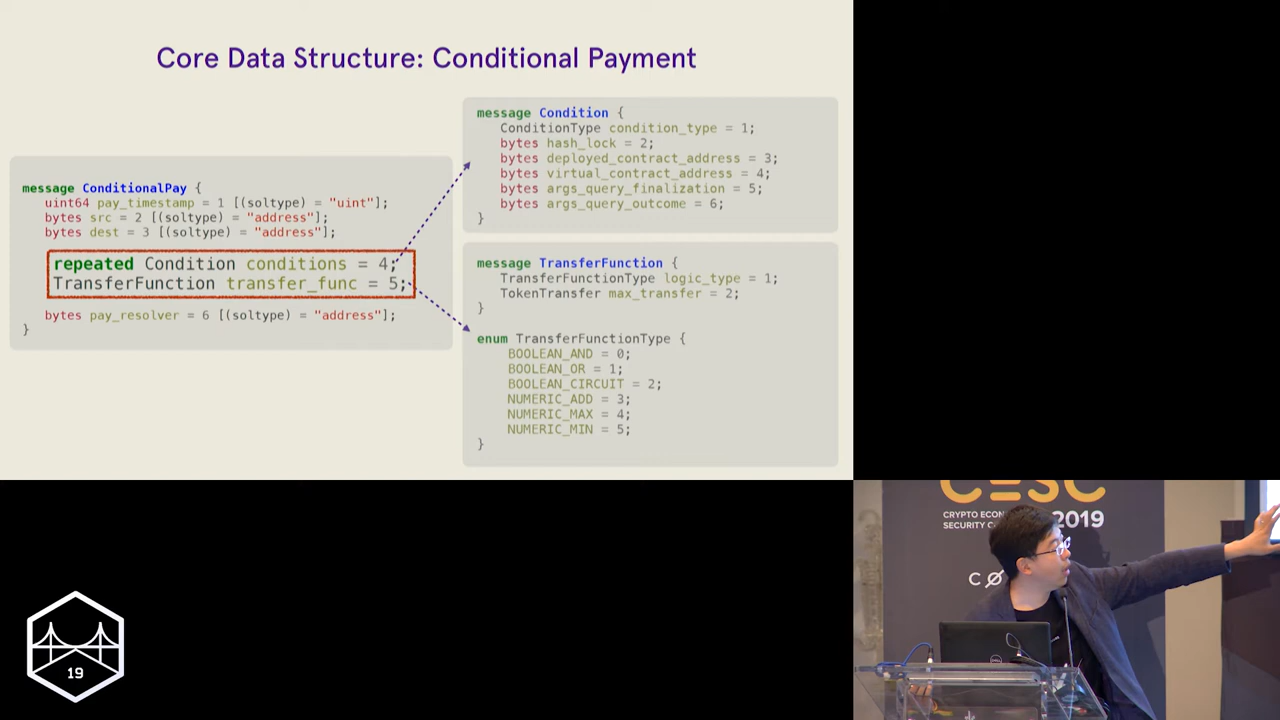 Core Data Structure: Conditional Payment
message ConditionalPay {
uint64 pay_timestamp = 1 [(soltype) = "uint"];
bytes src = 2 [(soltype) = "address"];
bytes dest = 3 [(soltype) = "address"];
repeated Condition conditions = 4;
TransferFunction transfer_func = 5;
bytes pay_resolver = 6 [(soltype) = "address"];
}
message Condition {
ConditionType condition_type = 1;
bytes hash_lock = 2;
bytes deployed_contract_address = 3;
bytes virtual_contract_address = 4;
bytes args_query_finalization = 5;
bytes args_query_outcome = 6;
}
message TransferFunction {
TransferFunctionType logic_type = 1;
TokenTransfer max_transfer = 2;
}
enum TransferFunctionType {
BOOLEAN_AND = 0;
BOOLEAN_OR = 1;
BOOLEAN_CIRCUIT = 2;
NUMERIC_ADD = 3;
NUMERIC_MAX = 4;
NUMERIC_MIN = 5;
}
CESC
CRYPTO
SECURITY
2019
19
DELL